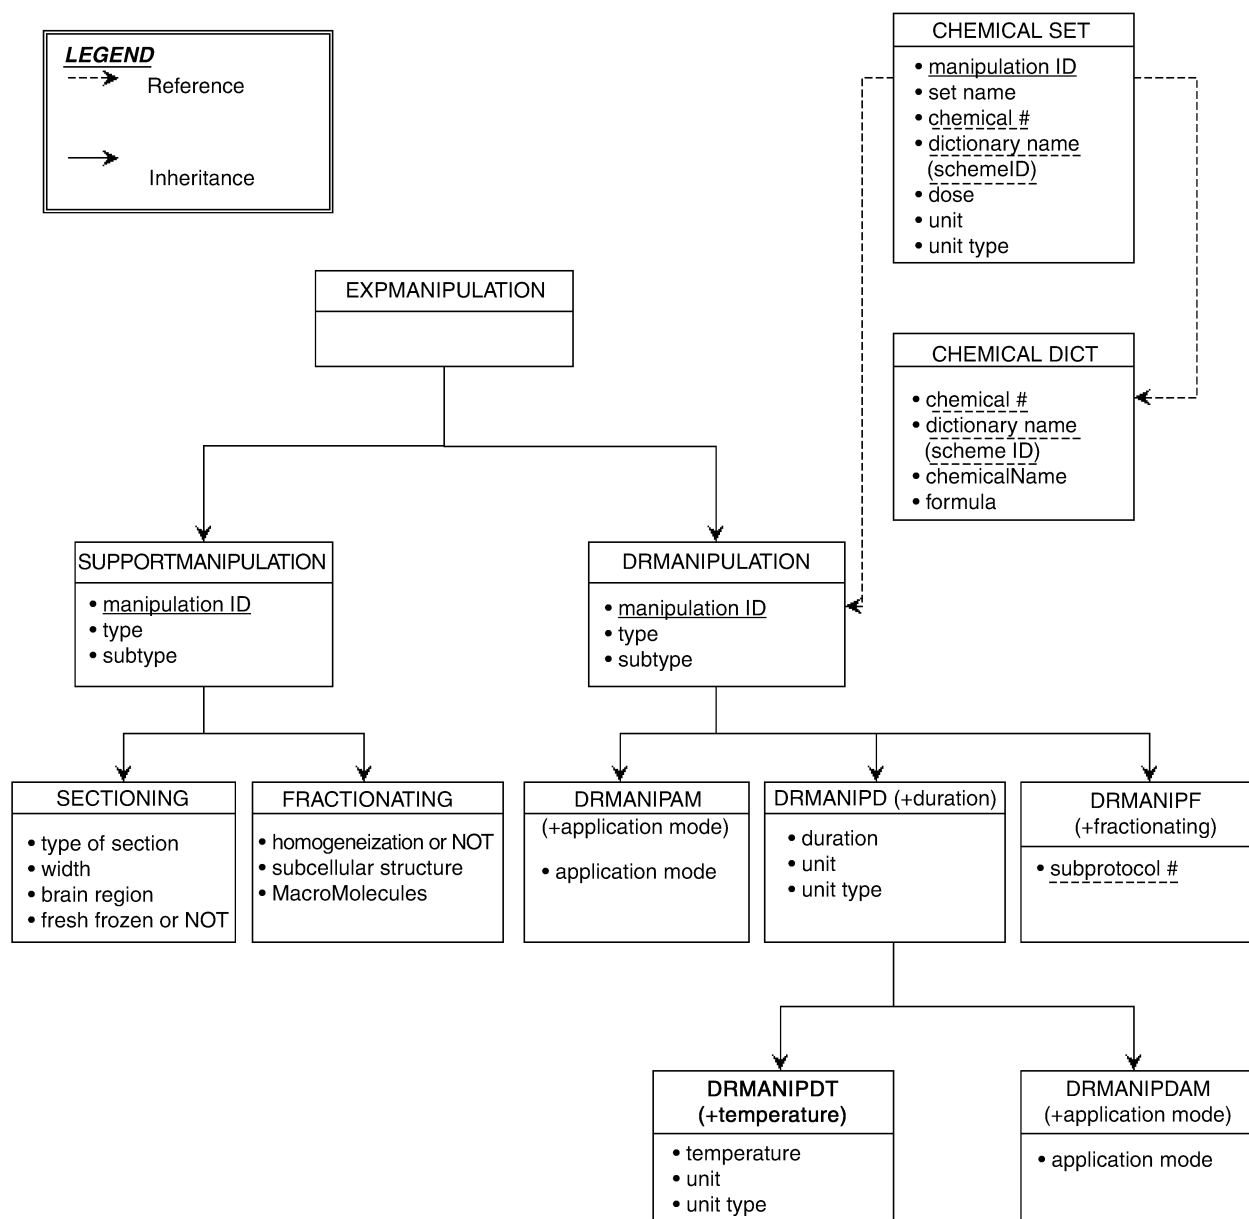 LEGEND
Reference
Inheritance
CHEMICAL SET
• manipulation ID
• set name
• chemical #
• dictionary name
(schemeID)
• dose
• unit
• unit type
EXPMANIPULATION
CHEMICAL DICT
• chemical #
• dictionary name
(scheme ID)
• chemicalName
• formula
SUPPORTMANIPULATION
• manipulation ID
• type
• subtype
DRMANIPULATION
• manipulation ID
• type
• subtype
SECTIONING
• type of section
• width
• brain region
• fresh frozen or NOT
FRACTIONATING
• homogeneization or NOT
• subcellular structure
• MacroMolecules
DRMANIPAM
(+application mode)
• application mode
DRMANIPD (+duration)
• duration
• unit
• unit type
DRMANIPF
(+fractionating)
• subprotocol #
DRMANIPDT
(+temperature)
• temperature
• unit
• unit type
DRMANIPDAM
(+application mode)
• application mode